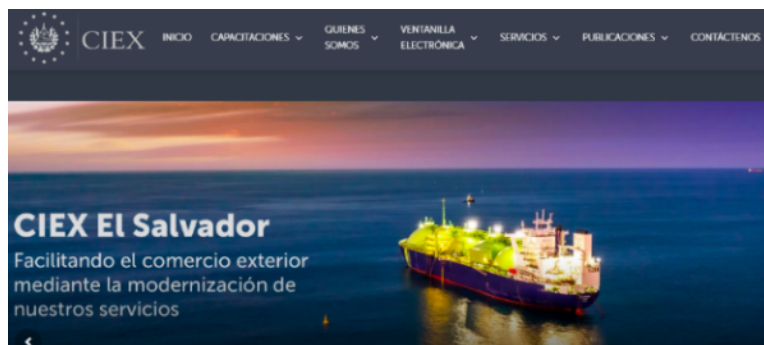 CIEX
INICIO
CAPACITACIONES
QUIENES
SOMOS
VENTANILLA
ELECTRÓNICA
SERVICIOS
PUBLICACIONES
CONTÁCTENOS
CIEX El Salvador
Facilitando el comercio exterior
mediante la modernización de
nuestros servicios